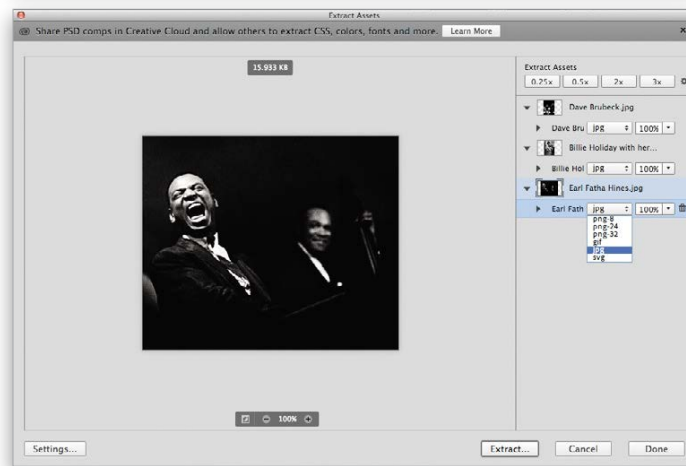 Extract Assets
Share PSD comps in Creative Cloud and allow others to extract CSS, colors, fonts and more. Learn More
15.933 KB
Extract Assets
0.25x 0.5x 2x 3x
Dave Brubeck.jpg
Dave Bru jpg 100%
Billie Holiday with her...
Billie Hol jpg 100%
Earl Fatha Hines.jpg
Earl Fath jpg 100%
png-8
png-24
png-32
gif
jpg
svg
100%
Settings... Extract... Cancel Done